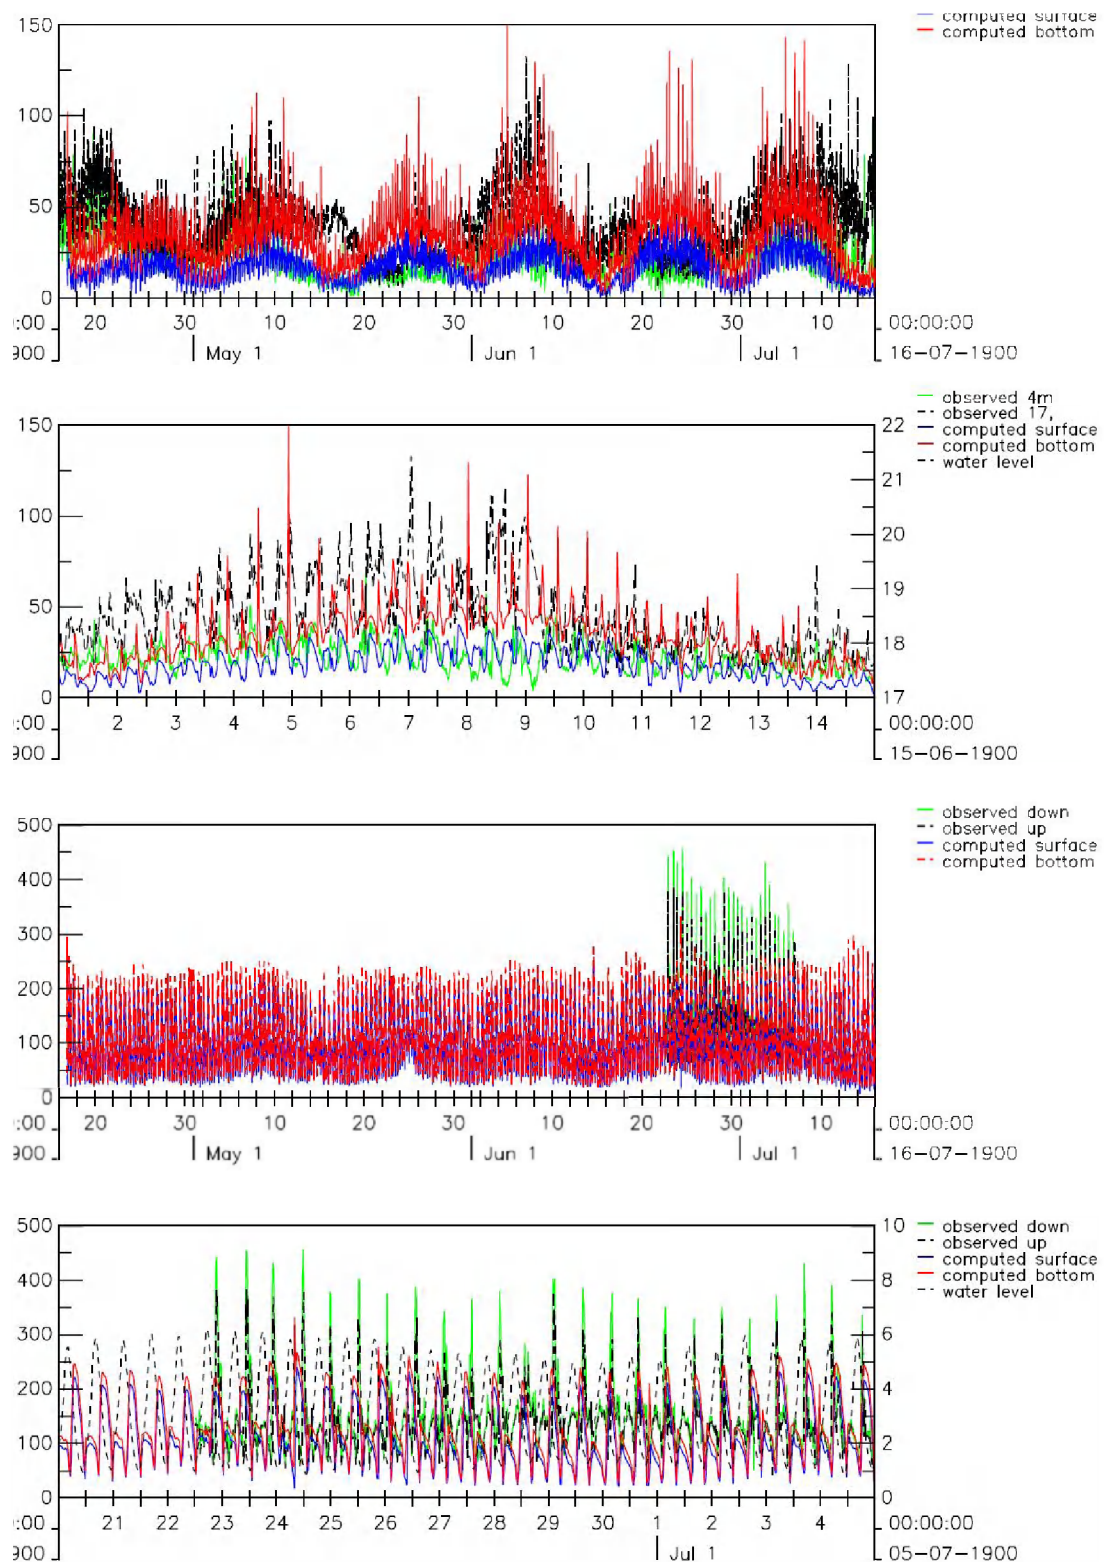 computed surface
computed bottom
150
100
50
0
20 30 10 20 30 10 20 30 10
:00 00:00:00
May 1 Jun 1 Jul 1
900 16-07-1900
observed 4m
observed 17,
computed surface
computed bottom
water level
150 22
21
100 20
19
50 18
0 17
2 3 4 5 6 7 8 9 10 11 12 13 14
:00 00:00:00
900 15-06-1900
observed down
observed up
computed surface
computed bottom
500
400
300
200
100
0
20 30 10 20 30 10 20 30 10
:00 00:00:00
May 1 Jun 1 Jul 1
900 16-07-1900
observed down
observed up
computed surface
computed bottom
water level
500 10
400 8
300 6
200 4
100 2
0 0
21 22 23 24 25 26 27 28 29 30 1 2 3 4
:00 00:00:00
Jul 1
900 05-07-1900